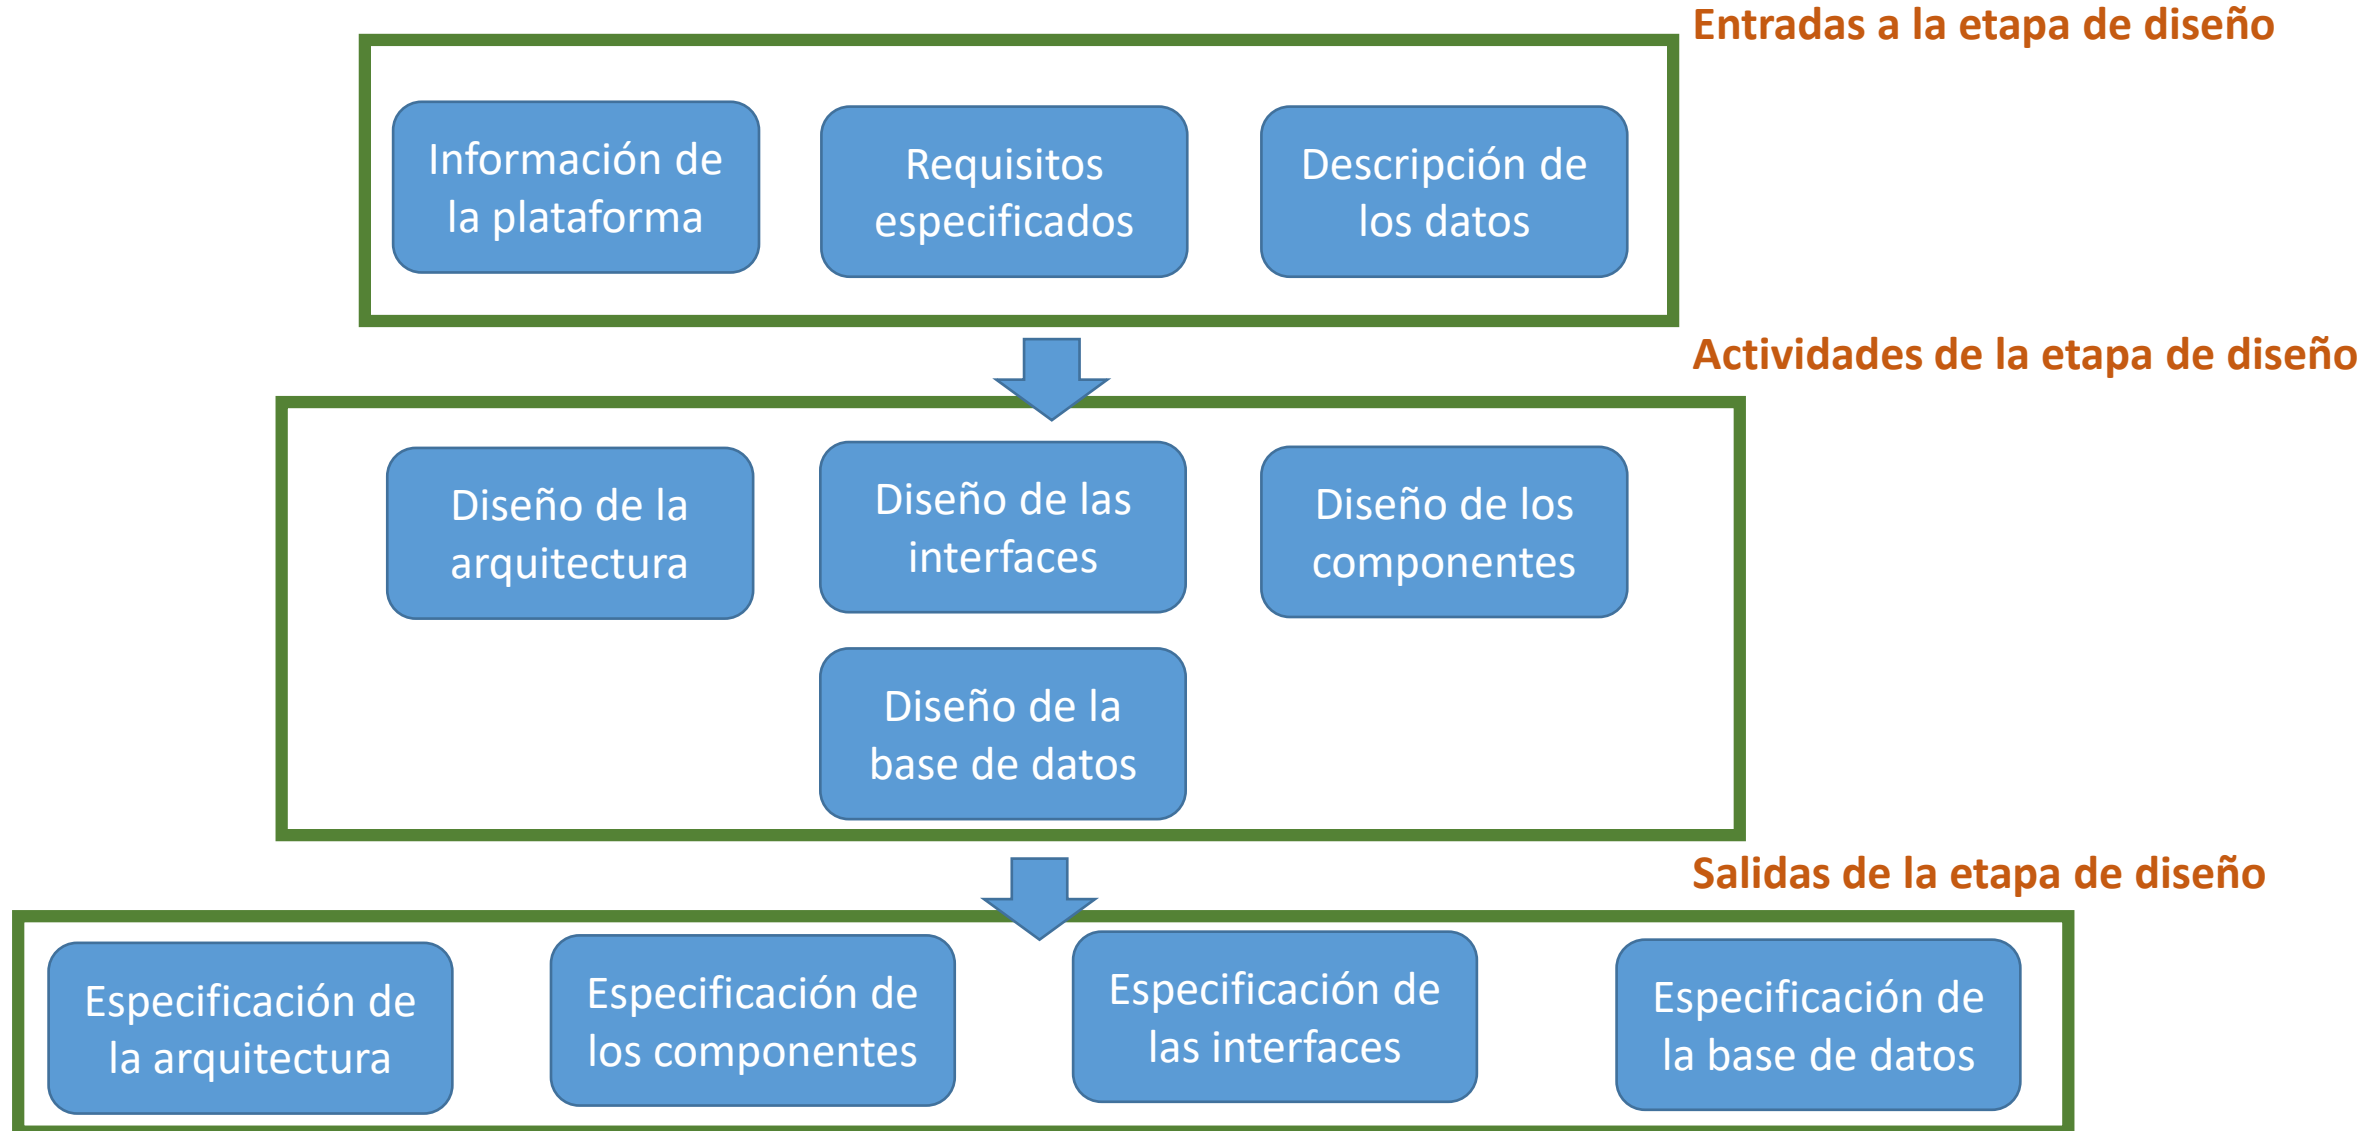 Entradas a la etapa de diseño
Información de
la plataforma
Requisitos
especificados
Descripción de
los datos
Actividades de la etapa de diseño
Diseño de la
arquitectura
Diseño de las
interfaces
Diseño de los
componentes
Diseño de la
base de datos
Salidas de la etapa de diseño
Especificación de
la arquitectura
Especificación de
los componentes
Especificación de
las interfaces
Especificación de
la base de datos